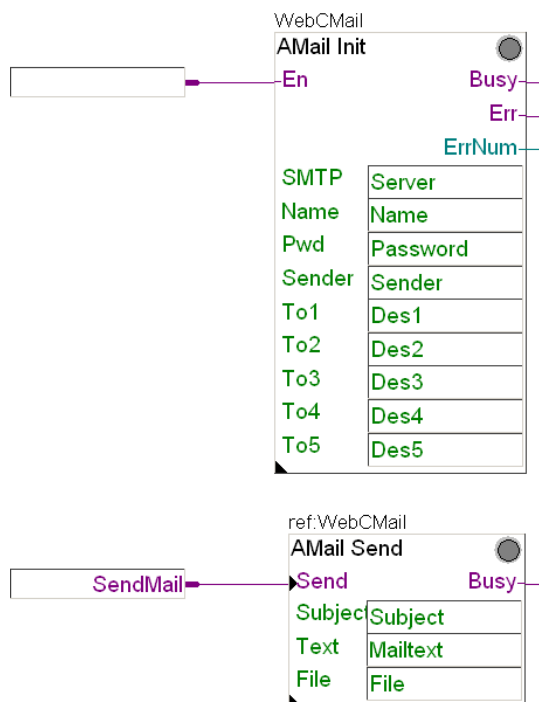 WebCMail
AMail Init
En Busy
Err
ErrNum
SMTP Server
Name Name
Pwd Password
Sender Sender
To1 Des1
To2 Des2
To3 Des3
To4 Des4
To5 Des5
ref:WebCMail
AMail Send
SendMail Send Busy
Subject Subject
Text Mailtext
File File